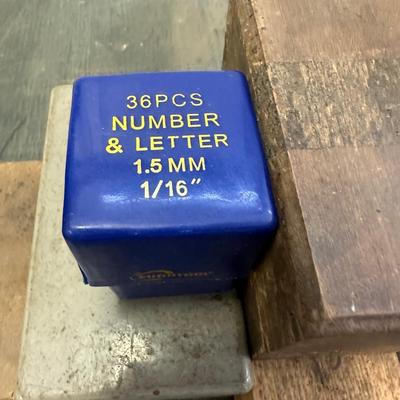 36PCS
NUMBER
& LETTER
1.5 MM
1/16"